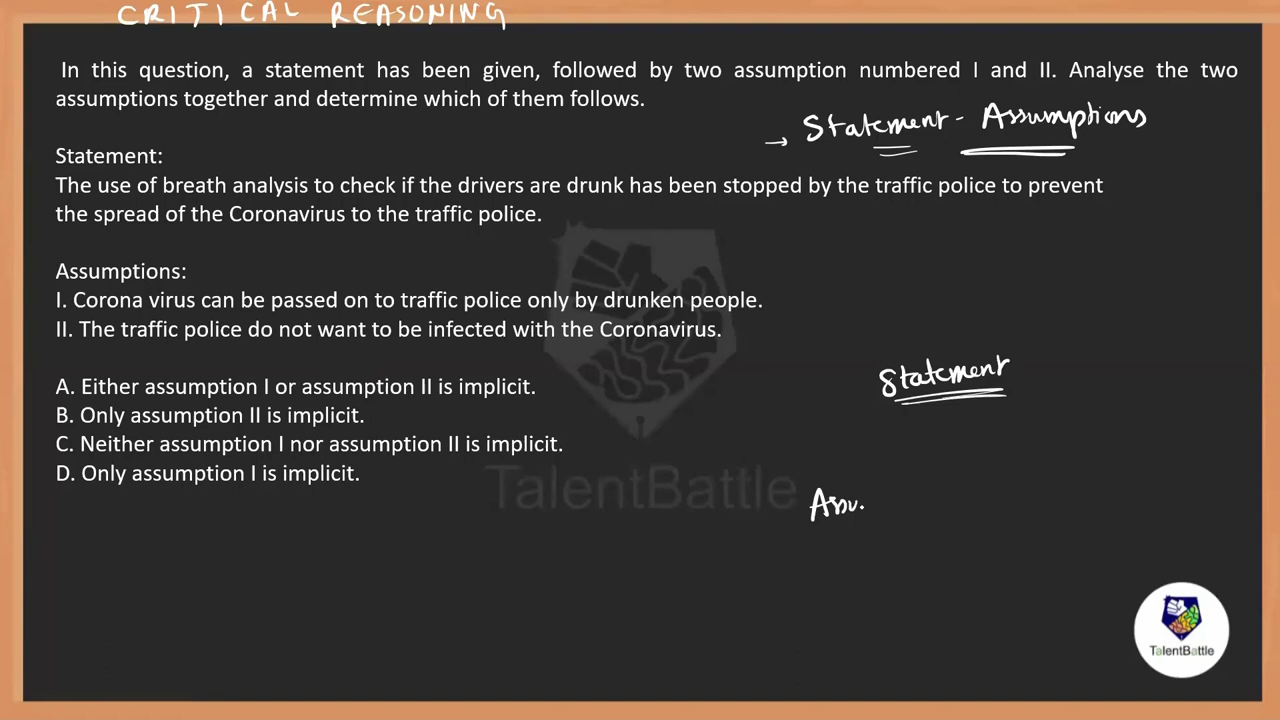 CRITICAL REASONING
In this question, a statement has been given, followed by two assumption numbered I and II. Analyse the two
assumptions together and determine which of them follows.
→ Statement - Assumptions
Statement:
The use of breath analysis to check if the drivers are drunk has been stopped by the traffic police to prevent
the spread of the Coronavirus to the traffic police.
Assumptions:
I. Corona virus can be passed on to traffic police only by drunken people.
II. The traffic police do not want to be infected with the Coronavirus.
Statement
A. Either assumption I or assumption II is implicit.
B. Only assumption II is implicit.
C. Neither assumption I nor assumption II is implicit.
D. Only assumption I is implicit.
TalentBattle
Assu.
TalentBattle